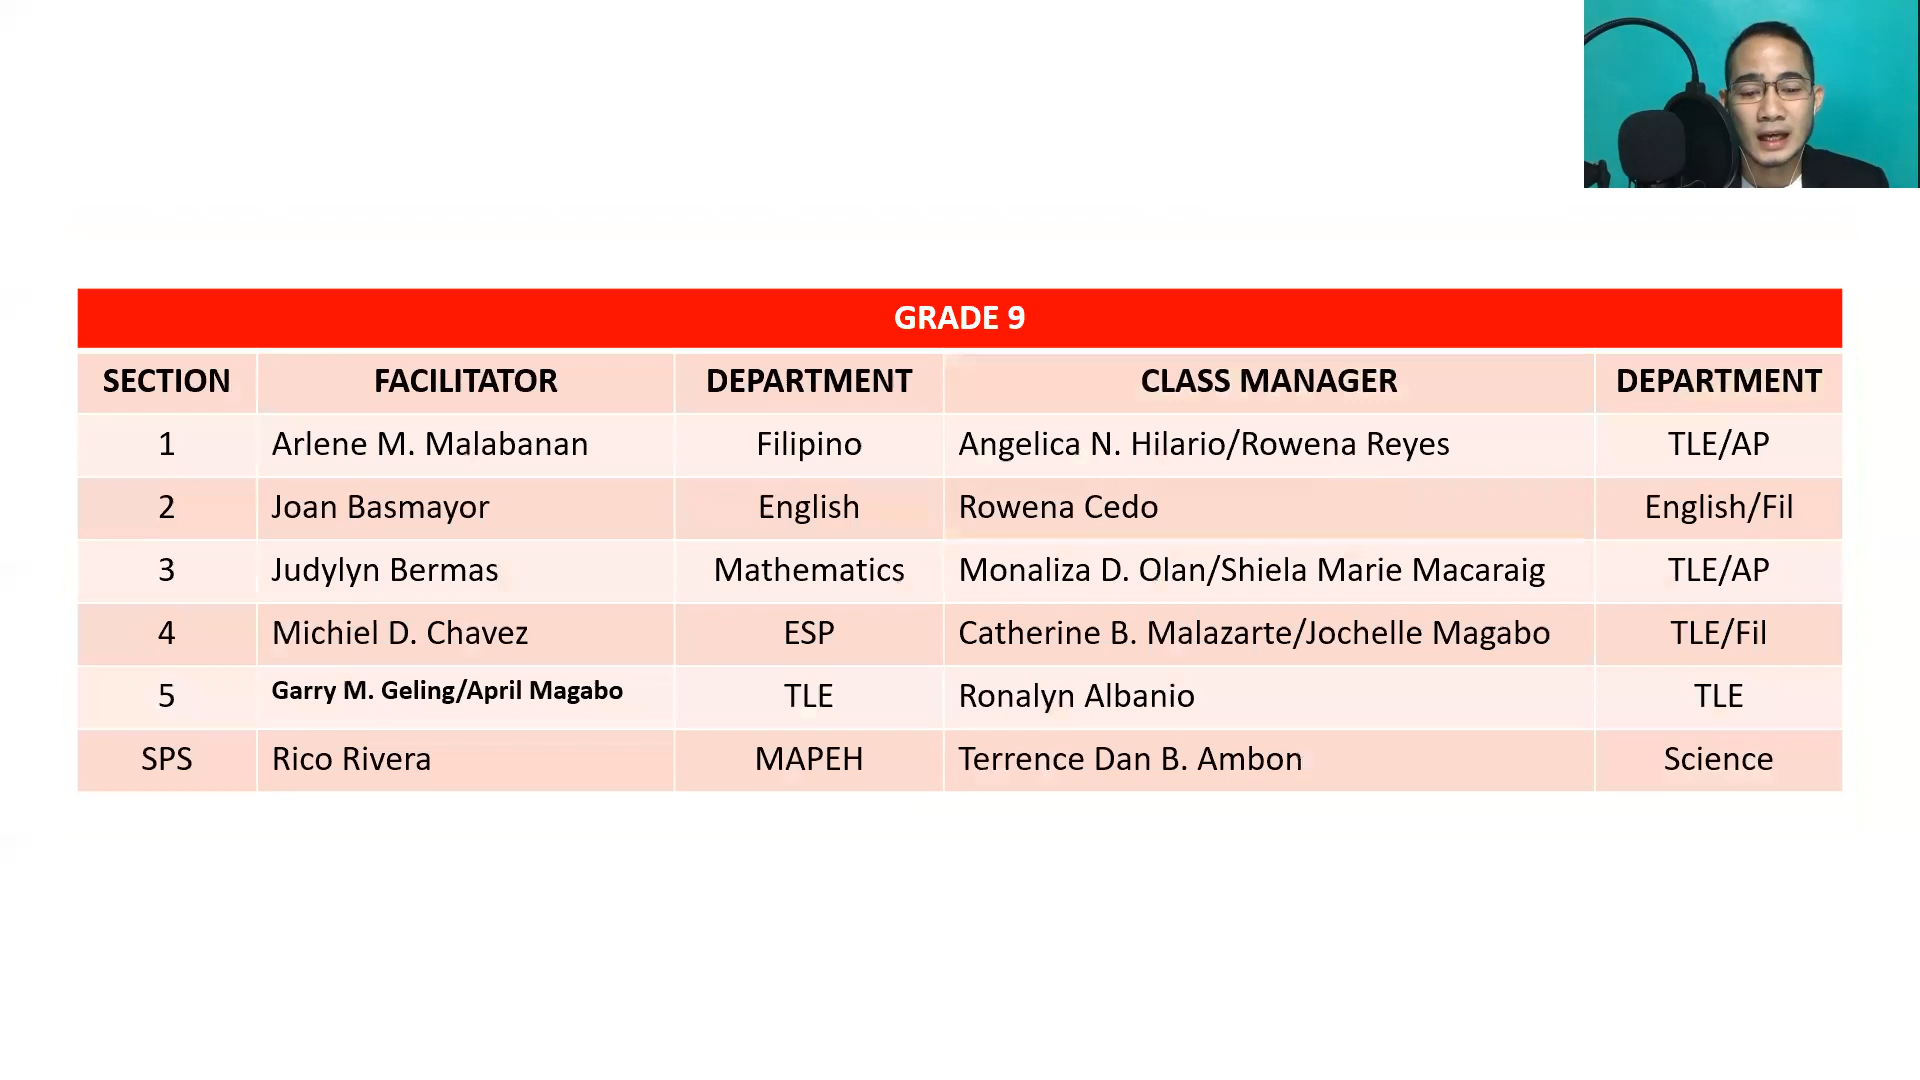 GRADE 9
SECTION FACILITATOR DEPARTMENT CLASS MANAGER DEPARTMENT
1 Arlene M. Malabanan Filipino Angelica N. Hilario/Rowena Reyes TLE/AP
2 Joan Basmayor English Rowena Cedo English/Fil
3 Judylyn Bermas Mathematics Monaliza D. Olan/Shiela Marie Macaraig TLE/AP
4 Michiel D. Chavez ESP Catherine B. Malazarte/Jochelle Magabo TLE/Fil
5 Garry M. Geling/April Magabo TLE Ronalyn Albanio TLE
SPS Rico Rivera MAPEH Terrence Dan B. Ambon Science